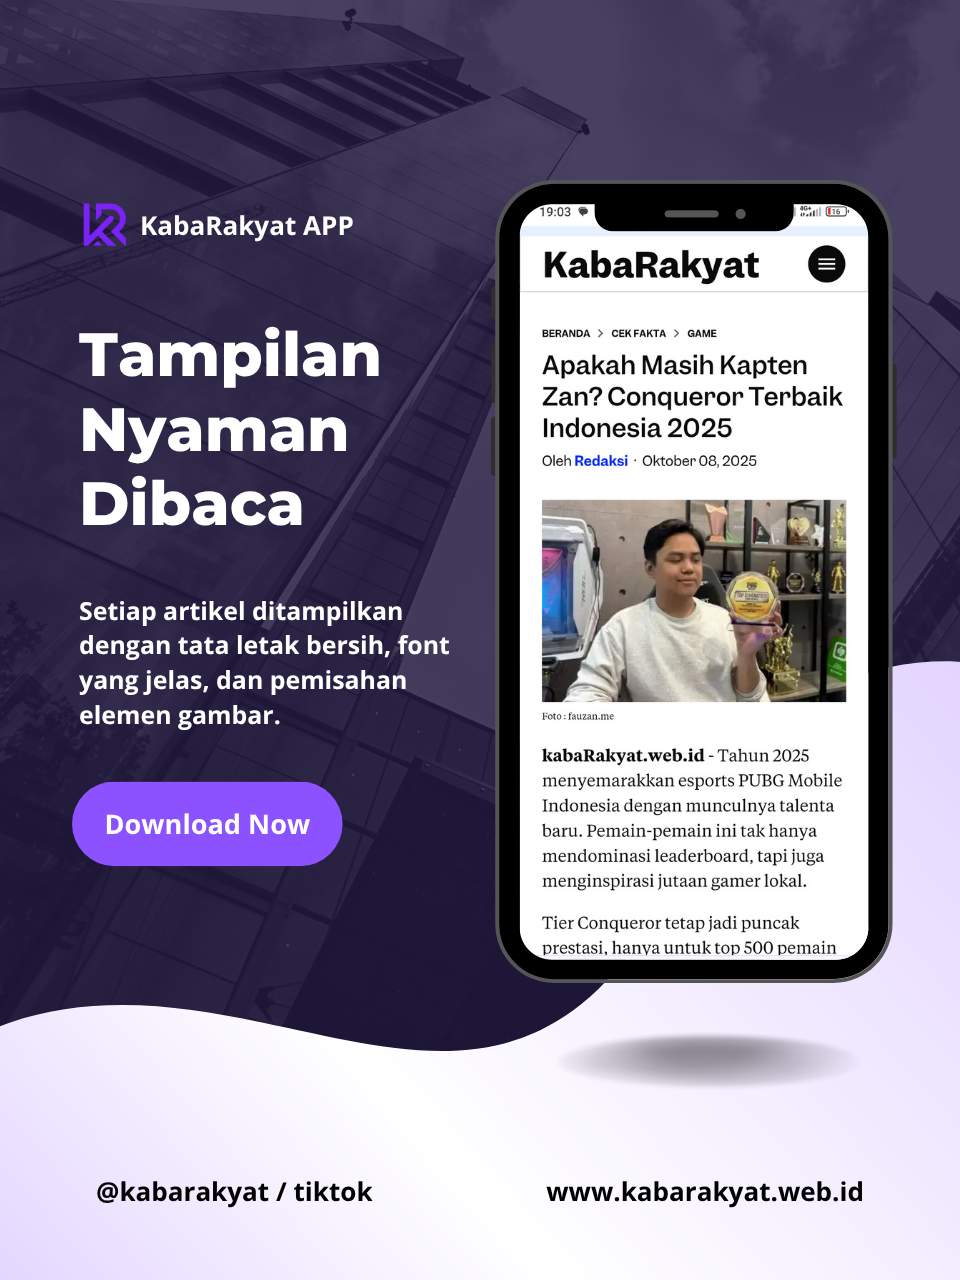 KabaRakyat APP
Tampilan
Nyaman
Dibaca
Setiap artikel ditampilkan
dengan tata letak bersih, font
yang jelas, dan pemisahan
elemen gambar.
Download Now
19:03
4G+
16
KabaRakyat
BERANDA > CEK FAKTA > GAME
Apakah Masih Kapten
Zan? Conqueror Terbaik
Indonesia 2025
Oleh Redaksi · Oktober 08, 2025
Foto : fauzan.me
kabaRakyat.web.id - Tahun 2025
menyemarakkan esports PUBG Mobile
Indonesia dengan munculnya talenta
baru. Pemain-pemain ini tak hanya
mendominasi leaderboard, tapi juga
menginspirasi jutaan gamer lokal.
Tier Conqueror tetap jadi puncak
prestasi, hanya untuk top 500 pemain
@kabarakyat / tiktok
www.kabarakyat.web.id